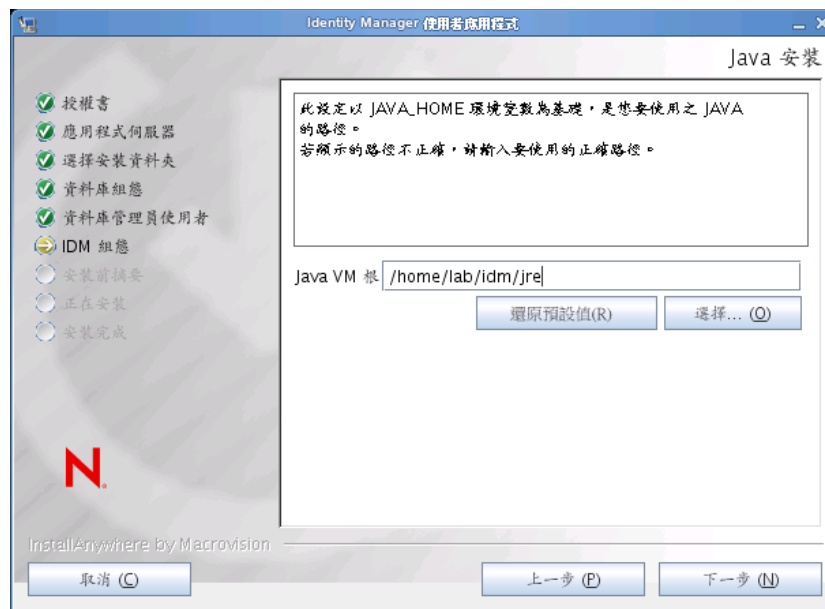 Identity Manager 使用者應用程式
Java 安裝
授權書
應用程式伺服器
選擇安裝資料夾
資料庫組態
資料庫管理員使用者
IDM 組態
安裝前摘要
正在安裝
安裝完成
此設定以 JAVA_HOME 環境變數為基礎，是您要使用之 JAVA
的路徑。
若顯示的路徑不正確，請輸入要使用的正確路徑。
Java VM 根 /home/lab/idm/jre
還原預設值(R) 選擇... (O)
N
InstallAnywhere by Macrovision
取消 (C) 上一步 (P) 下一步 (N)